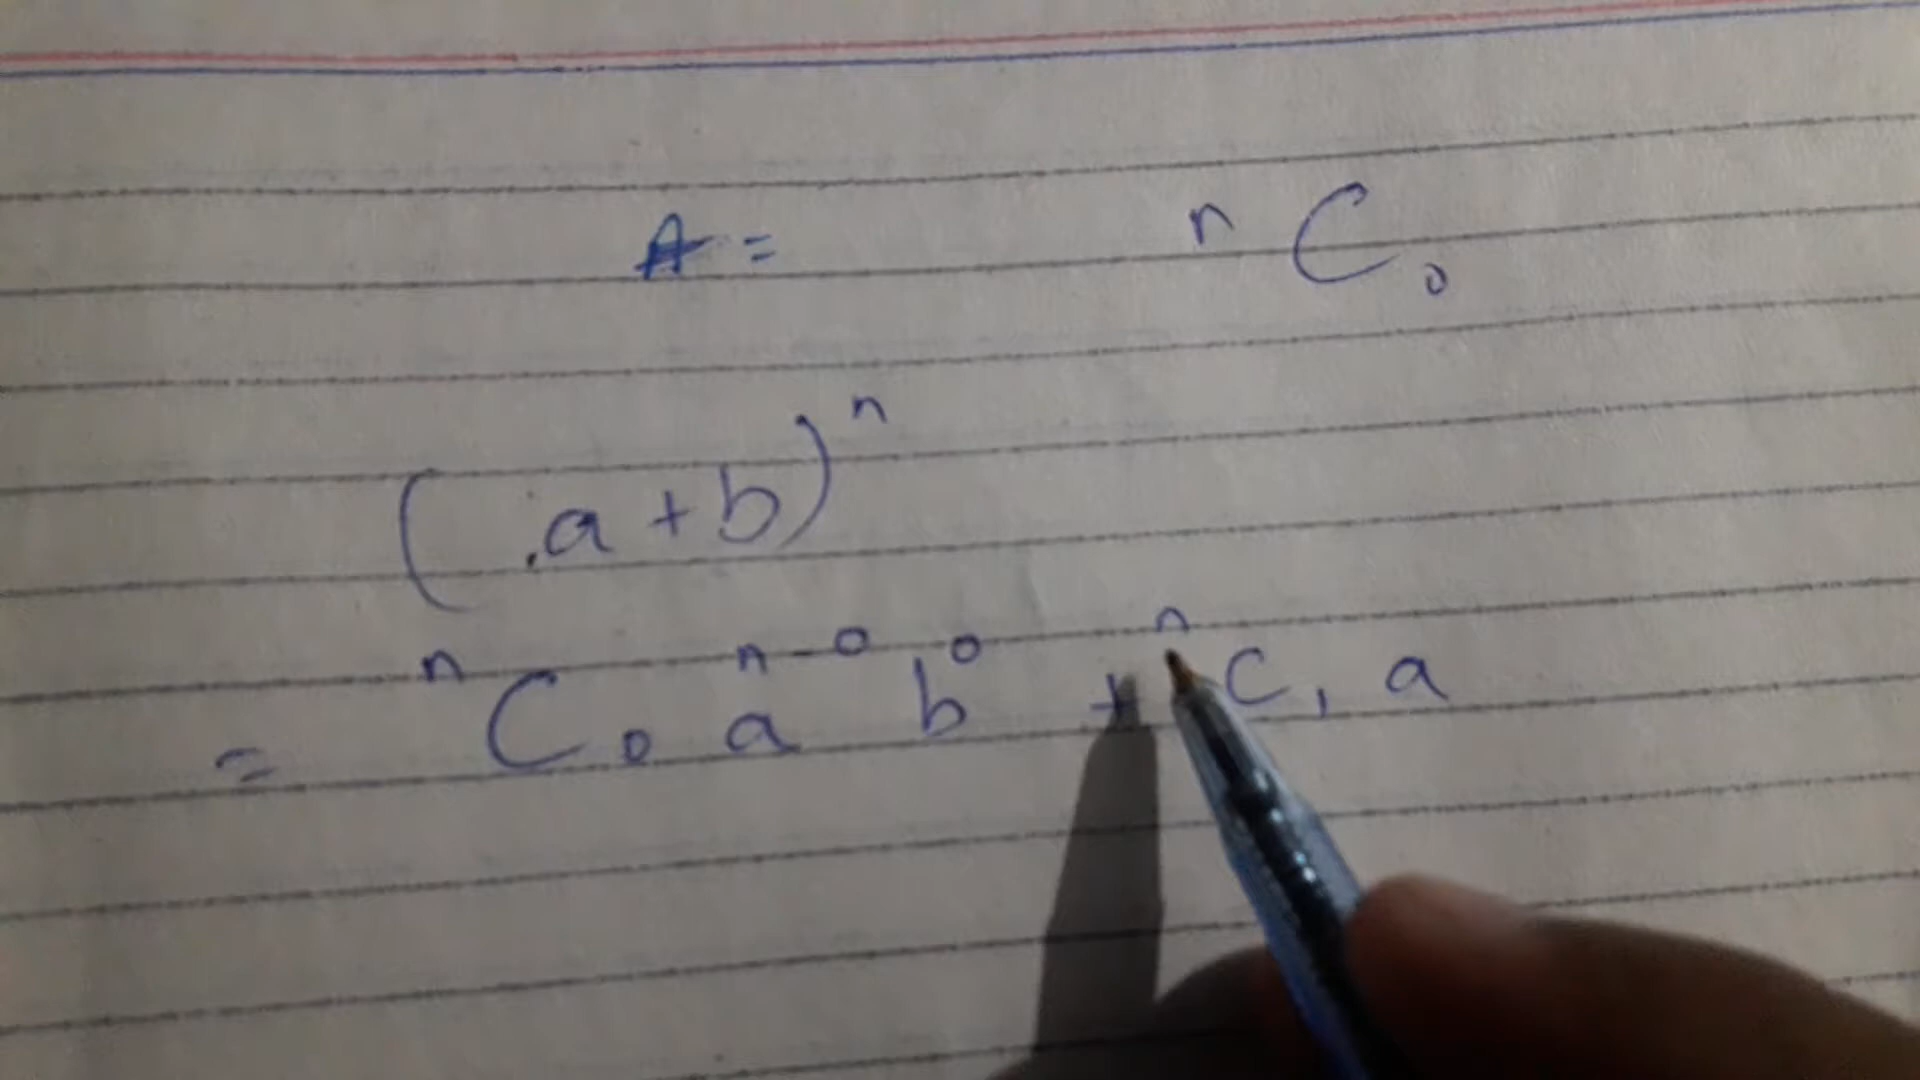 A = ⁿC₀
(a+b)ⁿ
= ⁿC₀ aⁿ⁻⁰ b⁰ + ⁿC₁ a